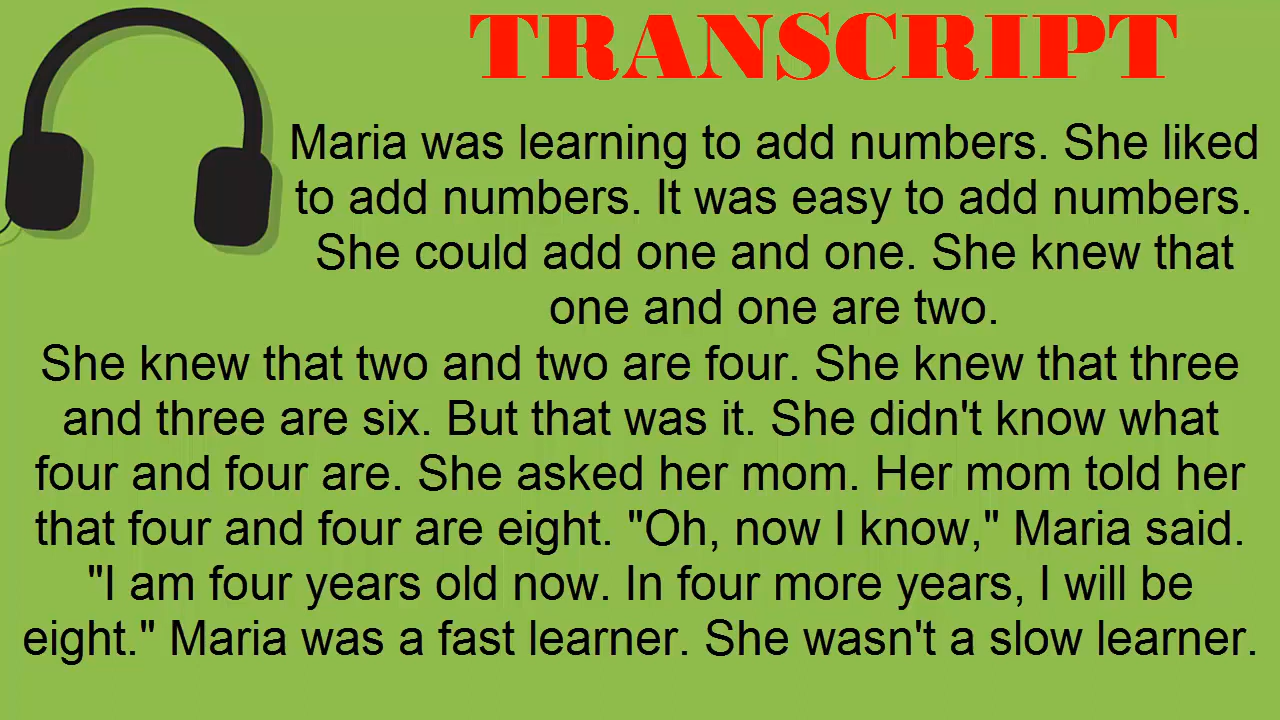 TRANSCRIPT
Maria was learning to add numbers. She liked
to add numbers. It was easy to add numbers.
She could add one and one. She knew that
one and one are two.
She knew that two and two are four. She knew that three
and three are six. But that was it. She didn't know what
four and four are. She asked her mom. Her mom told her
that four and four are eight. "Oh, now I know," Maria said.
"I am four years old now. In four more years, I will be
eight." Maria was a fast learner. She wasn't a slow learner.